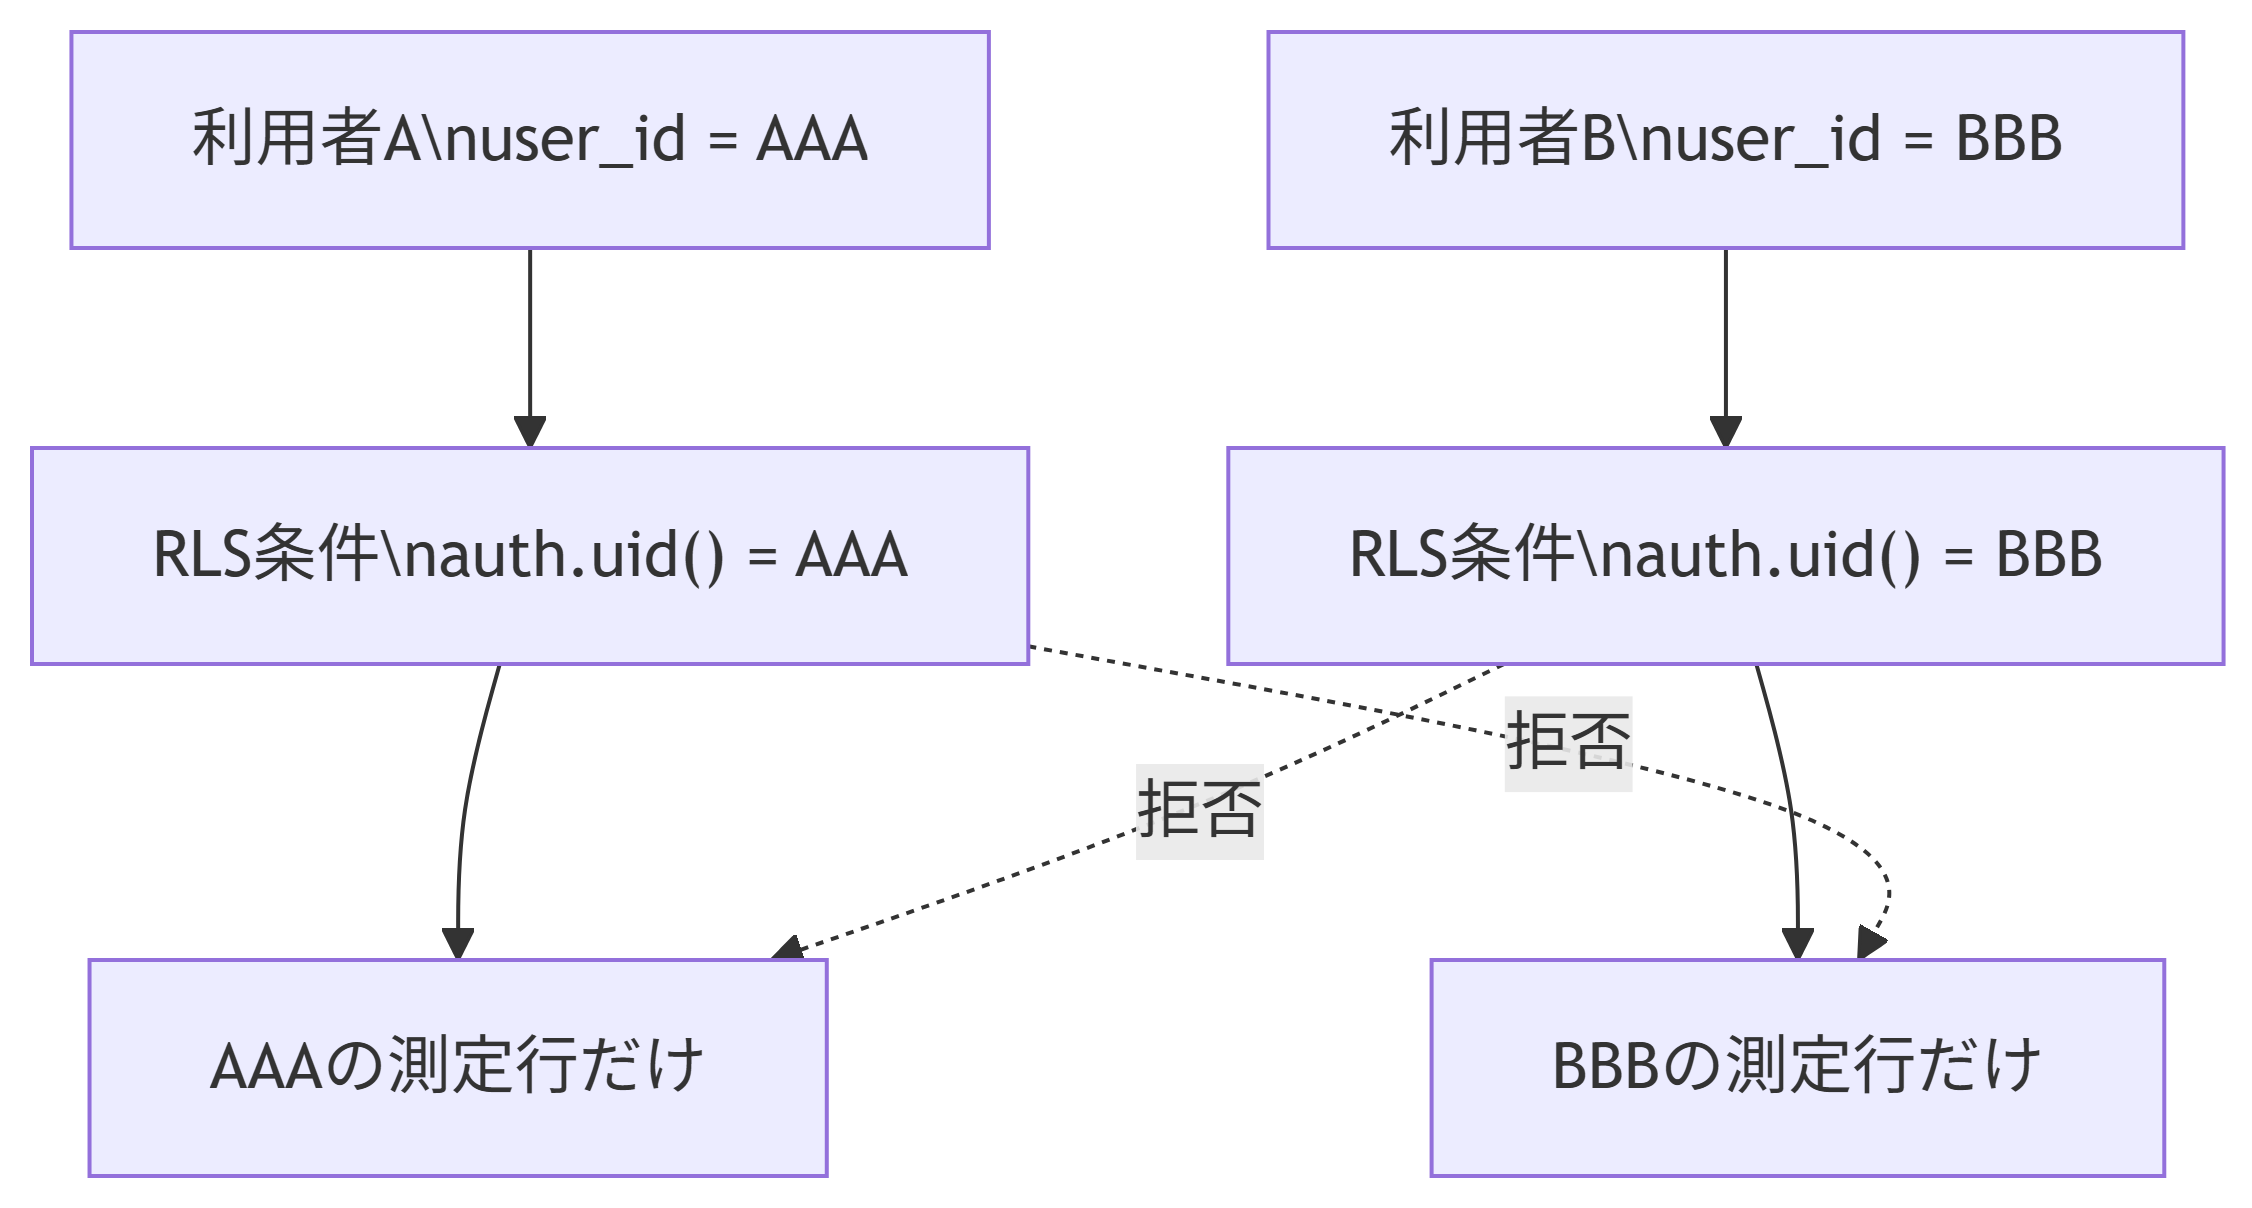 利用者A\nuser_id = AAA
利用者B\nuser_id = BBB
RLS条件\nauth.uid() = AAA
RLS条件\nauth.uid() = BBB
拒否
拒否
AAAの測定行だけ
BBBの測定行だけ